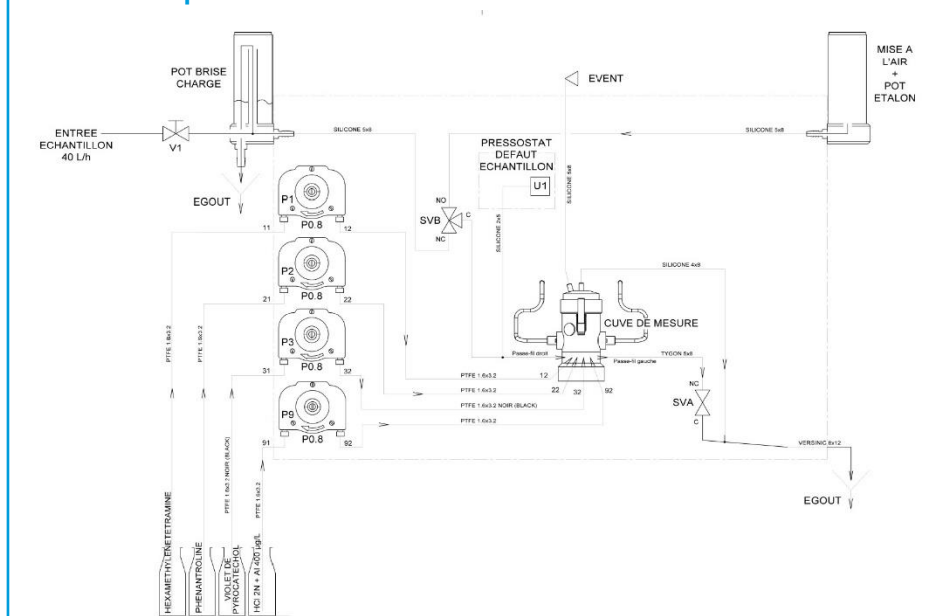 POT BRISE
CHARGE
MISE A
L'AIR
+
POT
ETALON
EVENT
ENTREE
ECHANTILLON
40 L/h
V1
SILICONE 5x8
SILICONE 5x8
PRESSOSTAT
DEFAUT
ECHANTILLON
U1
EGOUT
P1
P0.8
11
12
NO
SVB
C
NC
SILICONE 2x8
P2
P0.8
21
22
SILICONE 4x8
P3
P0.8
31
32
CUVE DE MESURE
Passe-fil droit
Passe-fil gauche
PTFE 1.6x3.2
12
PTFE 1.6x3.2
22
32
92
PTFE 1.6x3.2 NOIR (BLACK)
PTFE 1.6x3.2
P9
P0.8
91
92
NC
SVA
C
VERSINIC 6x12
EGOUT
PTFE 1.6x3.2
PTFE 1.6x3.2
PTFE 1.6x3.2 NOIR (BLACK)
PTFE 1.6x3.2
HEXAMETHYLENETETRAMINE
PHENANTROLINE
VIOLET DE
PYROCATECHOL
HCl 2N + Al 400 µg/L